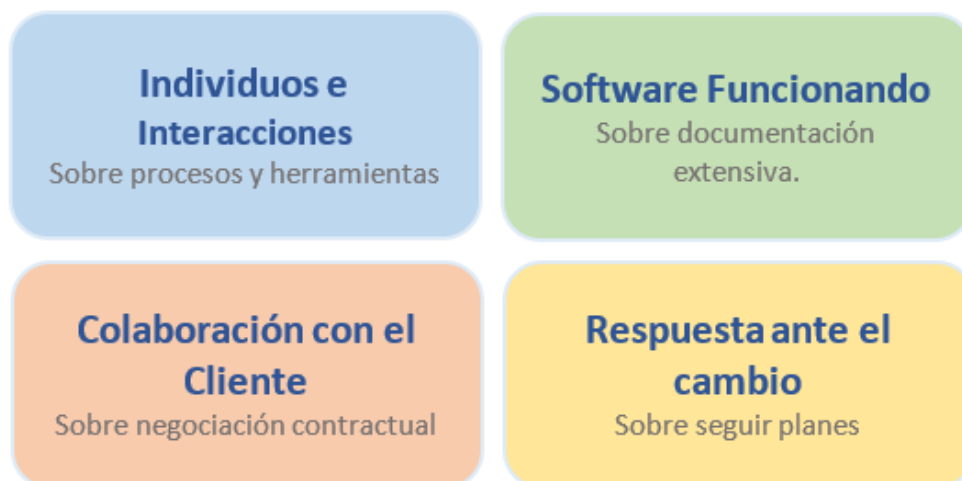 Individuos e
Interacciones
Sobre procesos y herramientas
Software Funcionando
Sobre documentación
extensiva.
Colaboración con el
Cliente
Sobre negociación contractual
Respuesta ante el
cambio
Sobre seguir planes